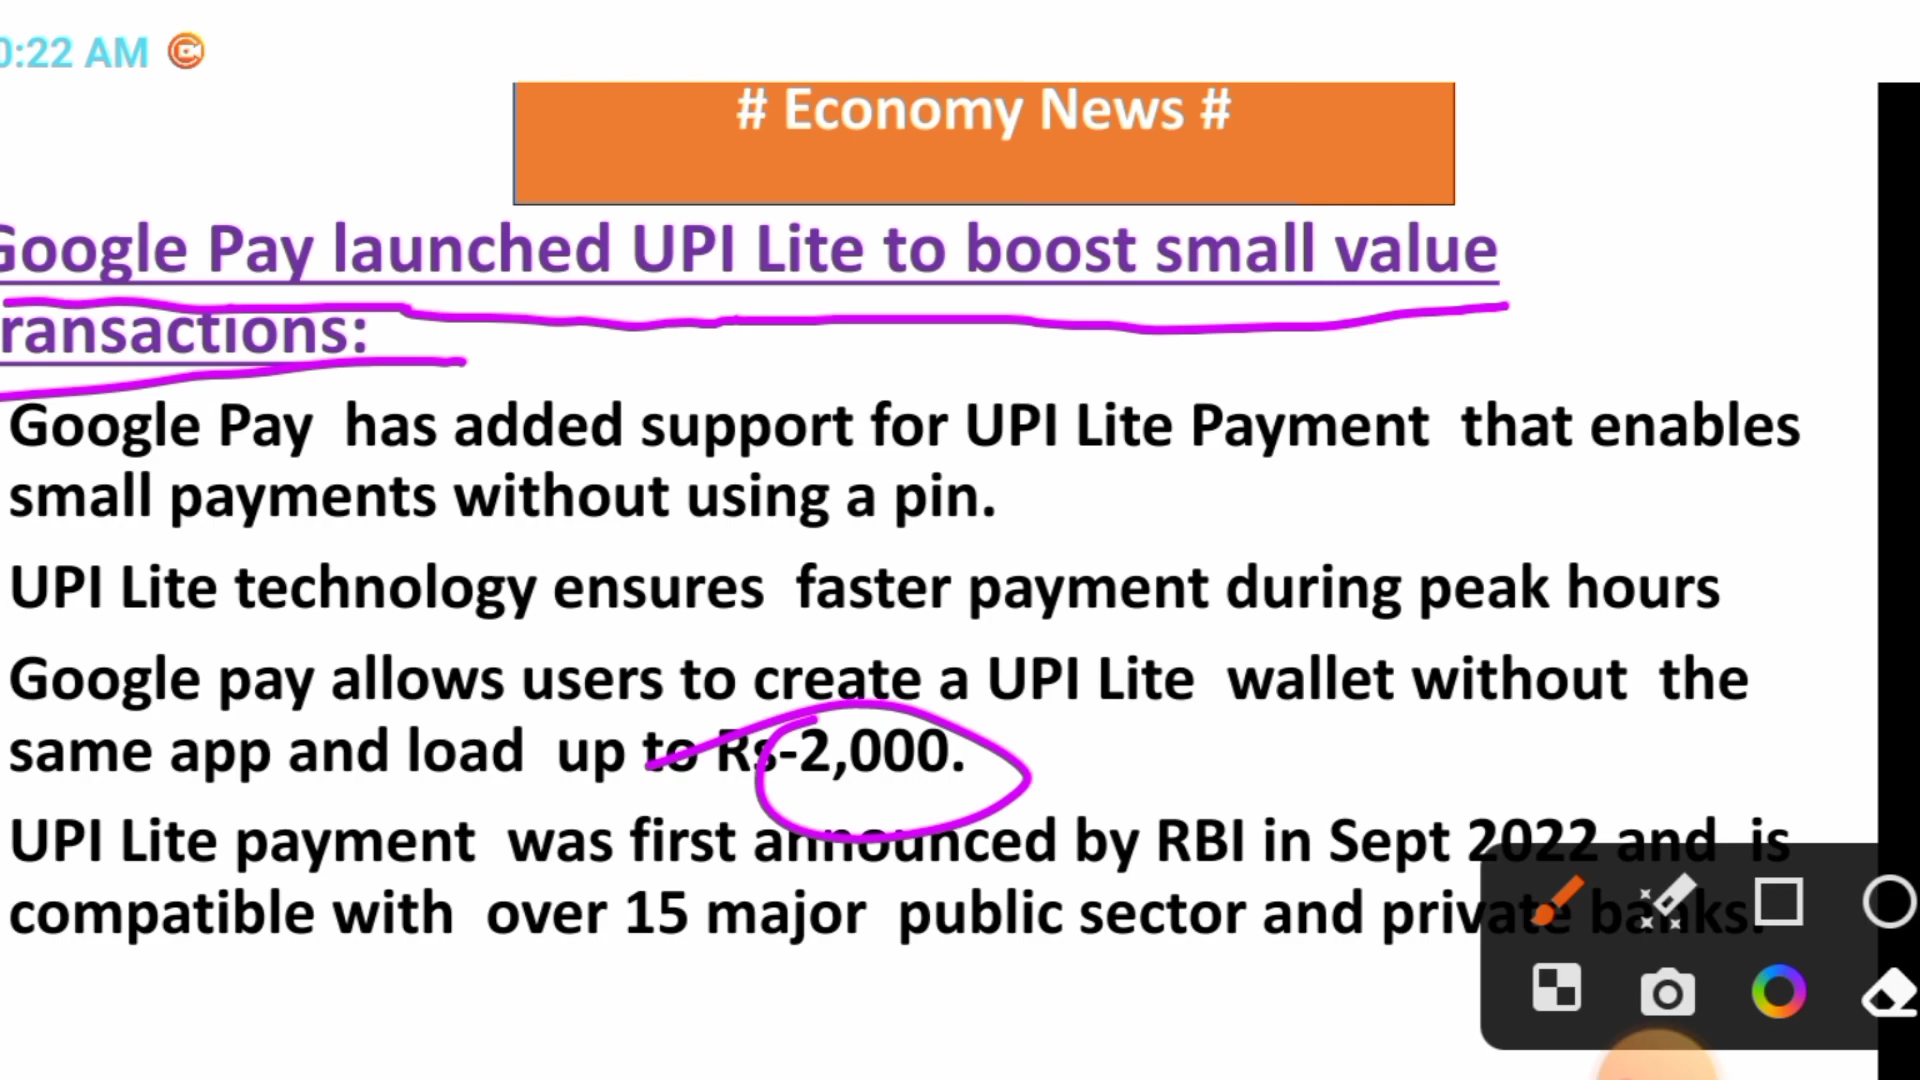 0:22 AM
# Economy News #
Google Pay launched UPI Lite to boost small value
ransactions:
Google Pay has added support for UPI Lite Payment that enables
small payments without using a pin.
UPI Lite technology ensures faster payment during peak hours
Google pay allows users to create a UPI Lite wallet without the
same app and load up to Rs-2,000.
UPI Lite payment was first announced by RBI in Sept 2022 and is
compatible with over 15 major public sector and private banks.